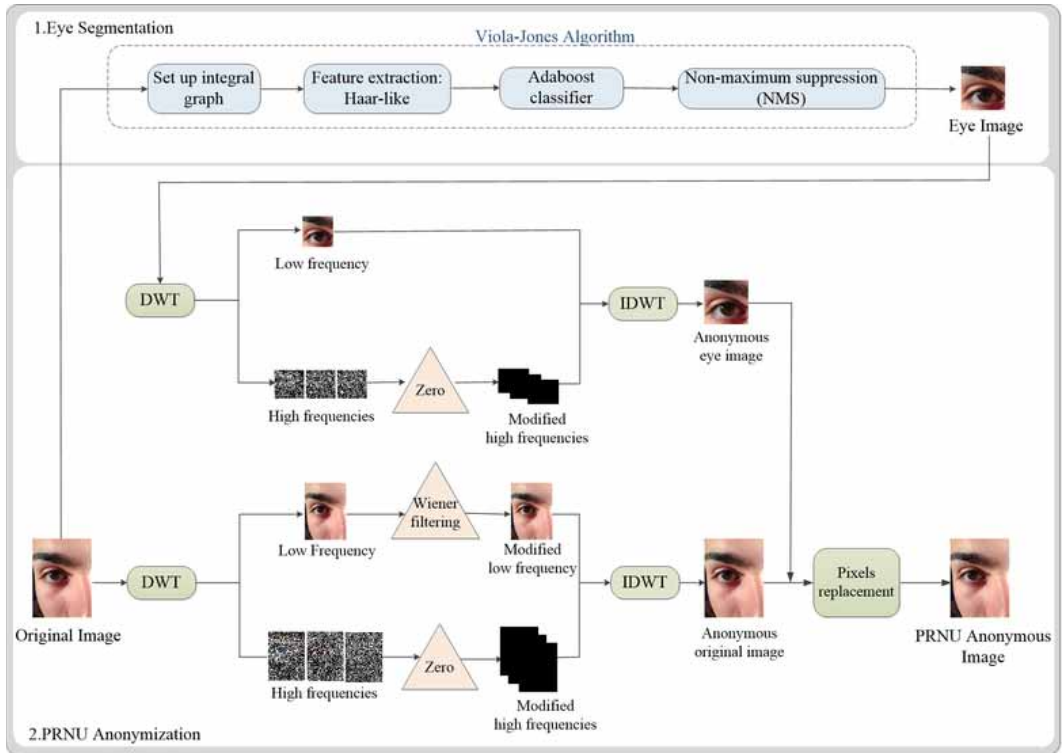 1.Eye Segmentation
Viola-Jones Algorithm
Set up integral
graph
Feature extraction:
Haar-like
Adaboost
classifier
Non-maximum suppression
(NMS)
Eye Image
Low frequency
DWT
IDWT
Anonymous
eye image
High frequencies
Zero
Modified
high frequencies
Low Frequency
Wiener
filtering
Modified
low frequency
Original Image
DWT
IDWT
Anonymous
original image
Pixels
replacement
PRNU Anonymous
Image
High frequencies
Zero
Modified
high frequencies
2.PRNU Anonymization